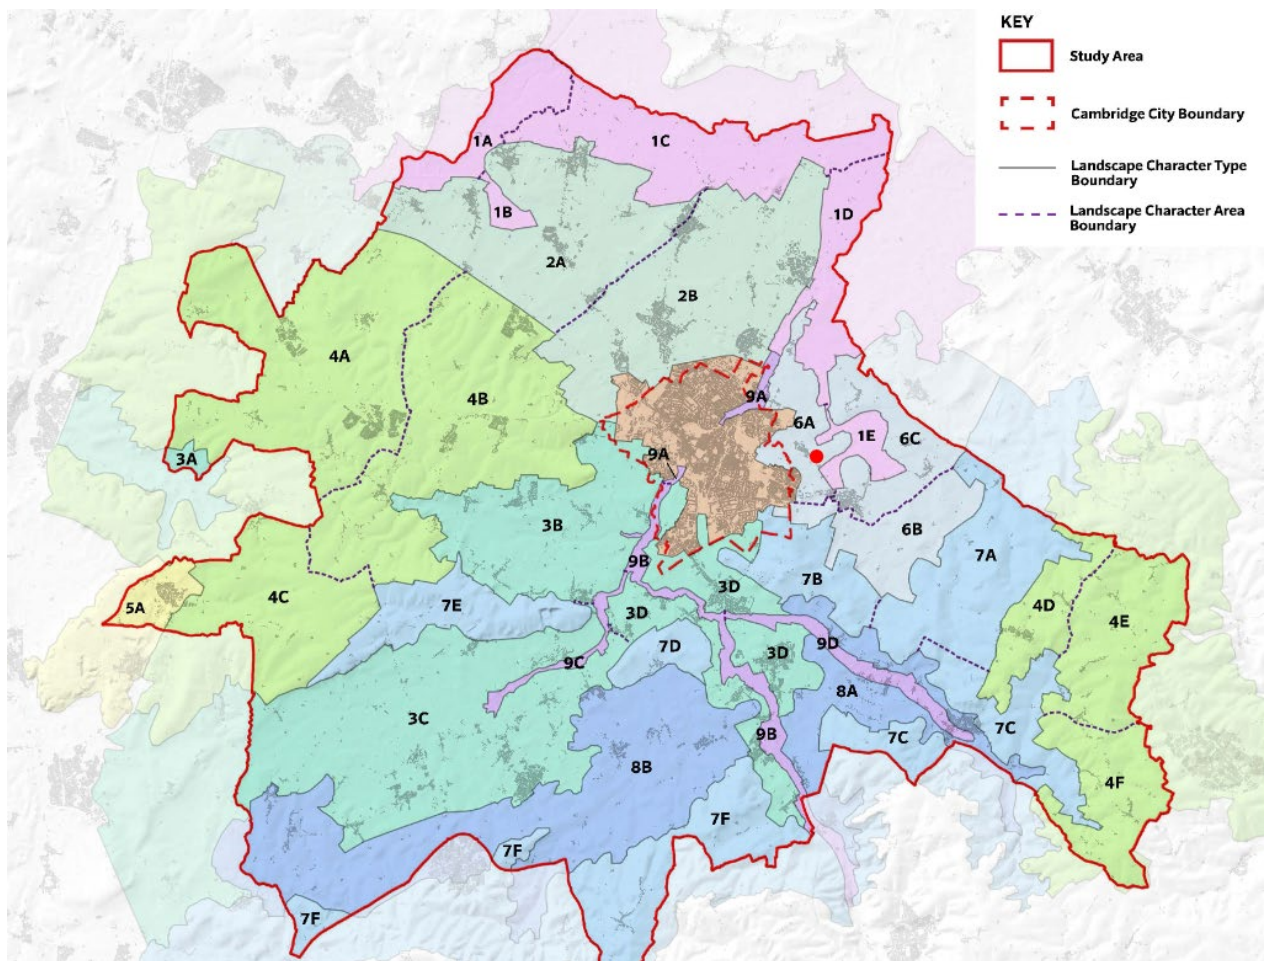 KEY
Study Area
Cambridge City Boundary
Landscape Character Type
Boundary
Landscape Character Area
Boundary
1A
1C
1B
1D
2A
2B
4A
4B
9A
6A
1E
6C
3A
9A
3B
6B
7A
9B
7B
5A
4C
7E
3D
3D
4D
4E
7D
3D
9D
9C
8A
3C
7C
9B
7C
8B
4F
7F
7F
7F